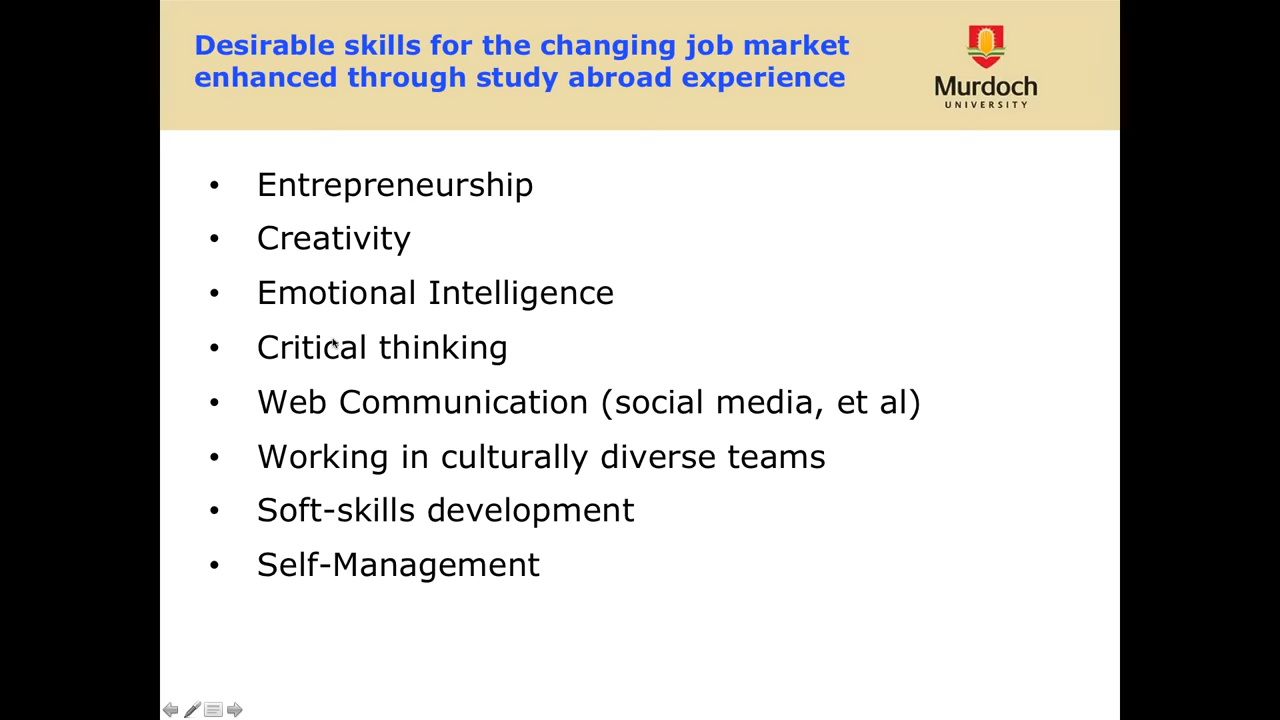 Desirable skills for the changing job market
enhanced through study abroad experience
Murdoch
UNIVERSITY
• Entrepreneurship
• Creativity
• Emotional Intelligence
• Critical thinking
• Web Communication (social media, et al)
• Working in culturally diverse teams
• Soft-skills development
• Self-Management